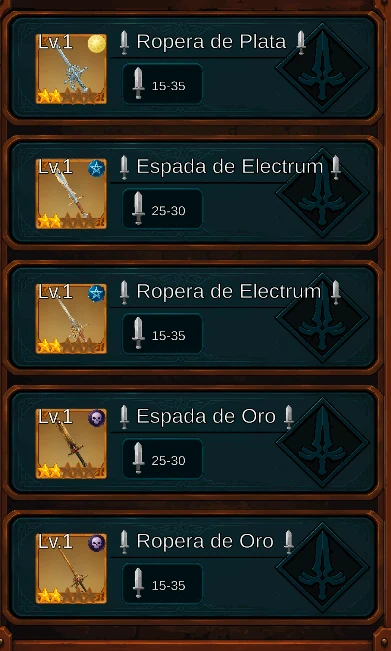 Lv.1
Ropera de Plata
15-35
Lv.1
Espada de Electrum
25-30
Lv.1
Ropera de Electrum
15-35
Lv.1
Espada de Oro
25-30
Lv.1
Ropera de Oro
15-35